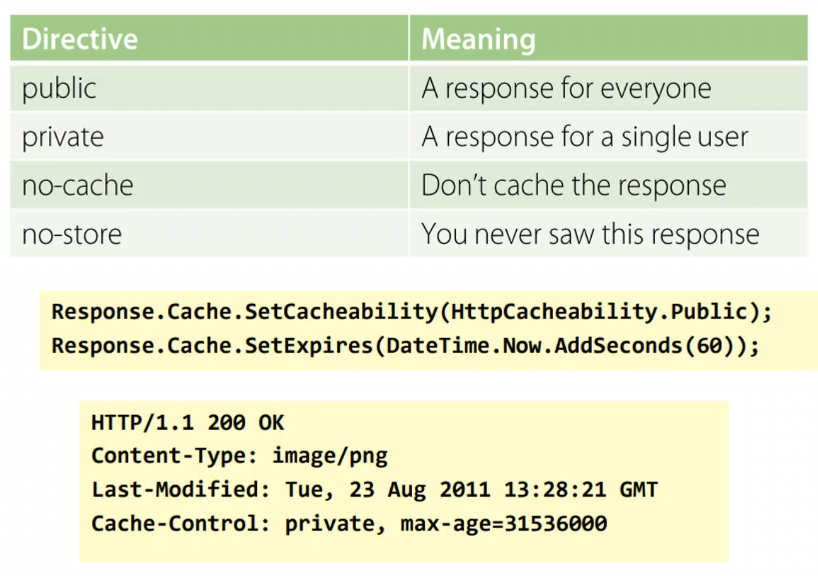 Directive Meaning
public A response for everyone
private A response for a single user
no-cache Don’t cache the response
no-store You never saw this response
Response.Cache.SetCacheability(HttpCacheability.Public);
Response.Cache.SetExpires(DateTime.Now.AddSeconds(60));
HTTP/1.1 200 OK
Content-Type: image/png
Last-Modified: Tue, 23 Aug 2011 13:28:21 GMT
Cache-Control: private, max-age=31536000